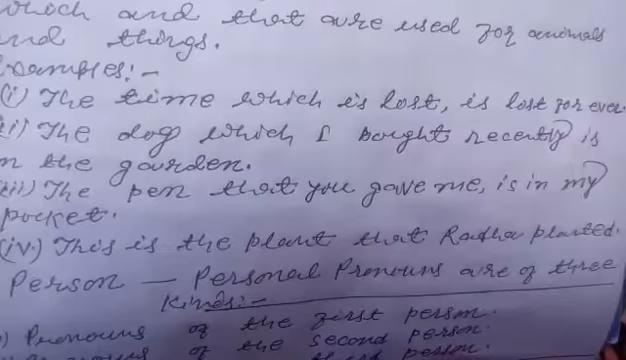 which and that are used for animals
and things.
Examples:-
(i) The time which is lost, is lost for ever.
(ii) The dog which I bought recently is
in the garden.
(iii) The pen that you gave me, is in my
pocket.
(iv) This is the plant that Radha planted.
Person — Personal Pronouns are of three
Kinds:-
) Pronouns of the first person.
of the second person.
person.